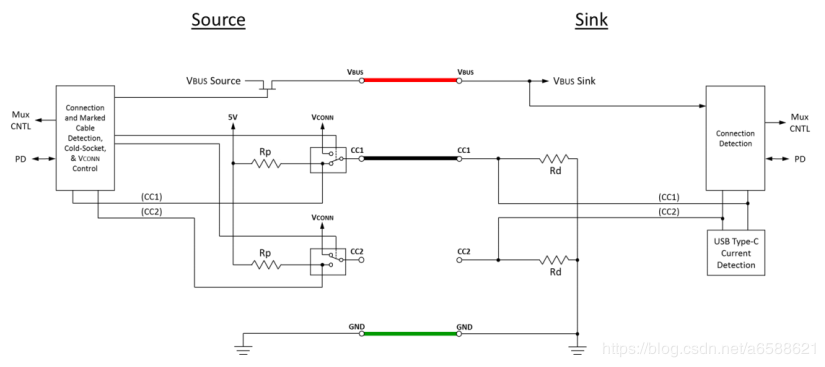 Source
Sink
VBUS Source
VBUS
VBUS
VBUS Sink
Mux
CNTL
PD
Connection
and Marked
Cable
Detection,
Cold-Socket,
& VCONN
Control
5V
VCONN
Rp
CC1
CC1
Rd
(CC1)
(CC2)
VCONN
Rp
CC2
CC2
Rd
(CC1)
(CC2)
Connection
Detection
Mux
CNTL
PD
USB Type-C
Current
Detection
GND
GND
https://blog.csdn.net/a6588621